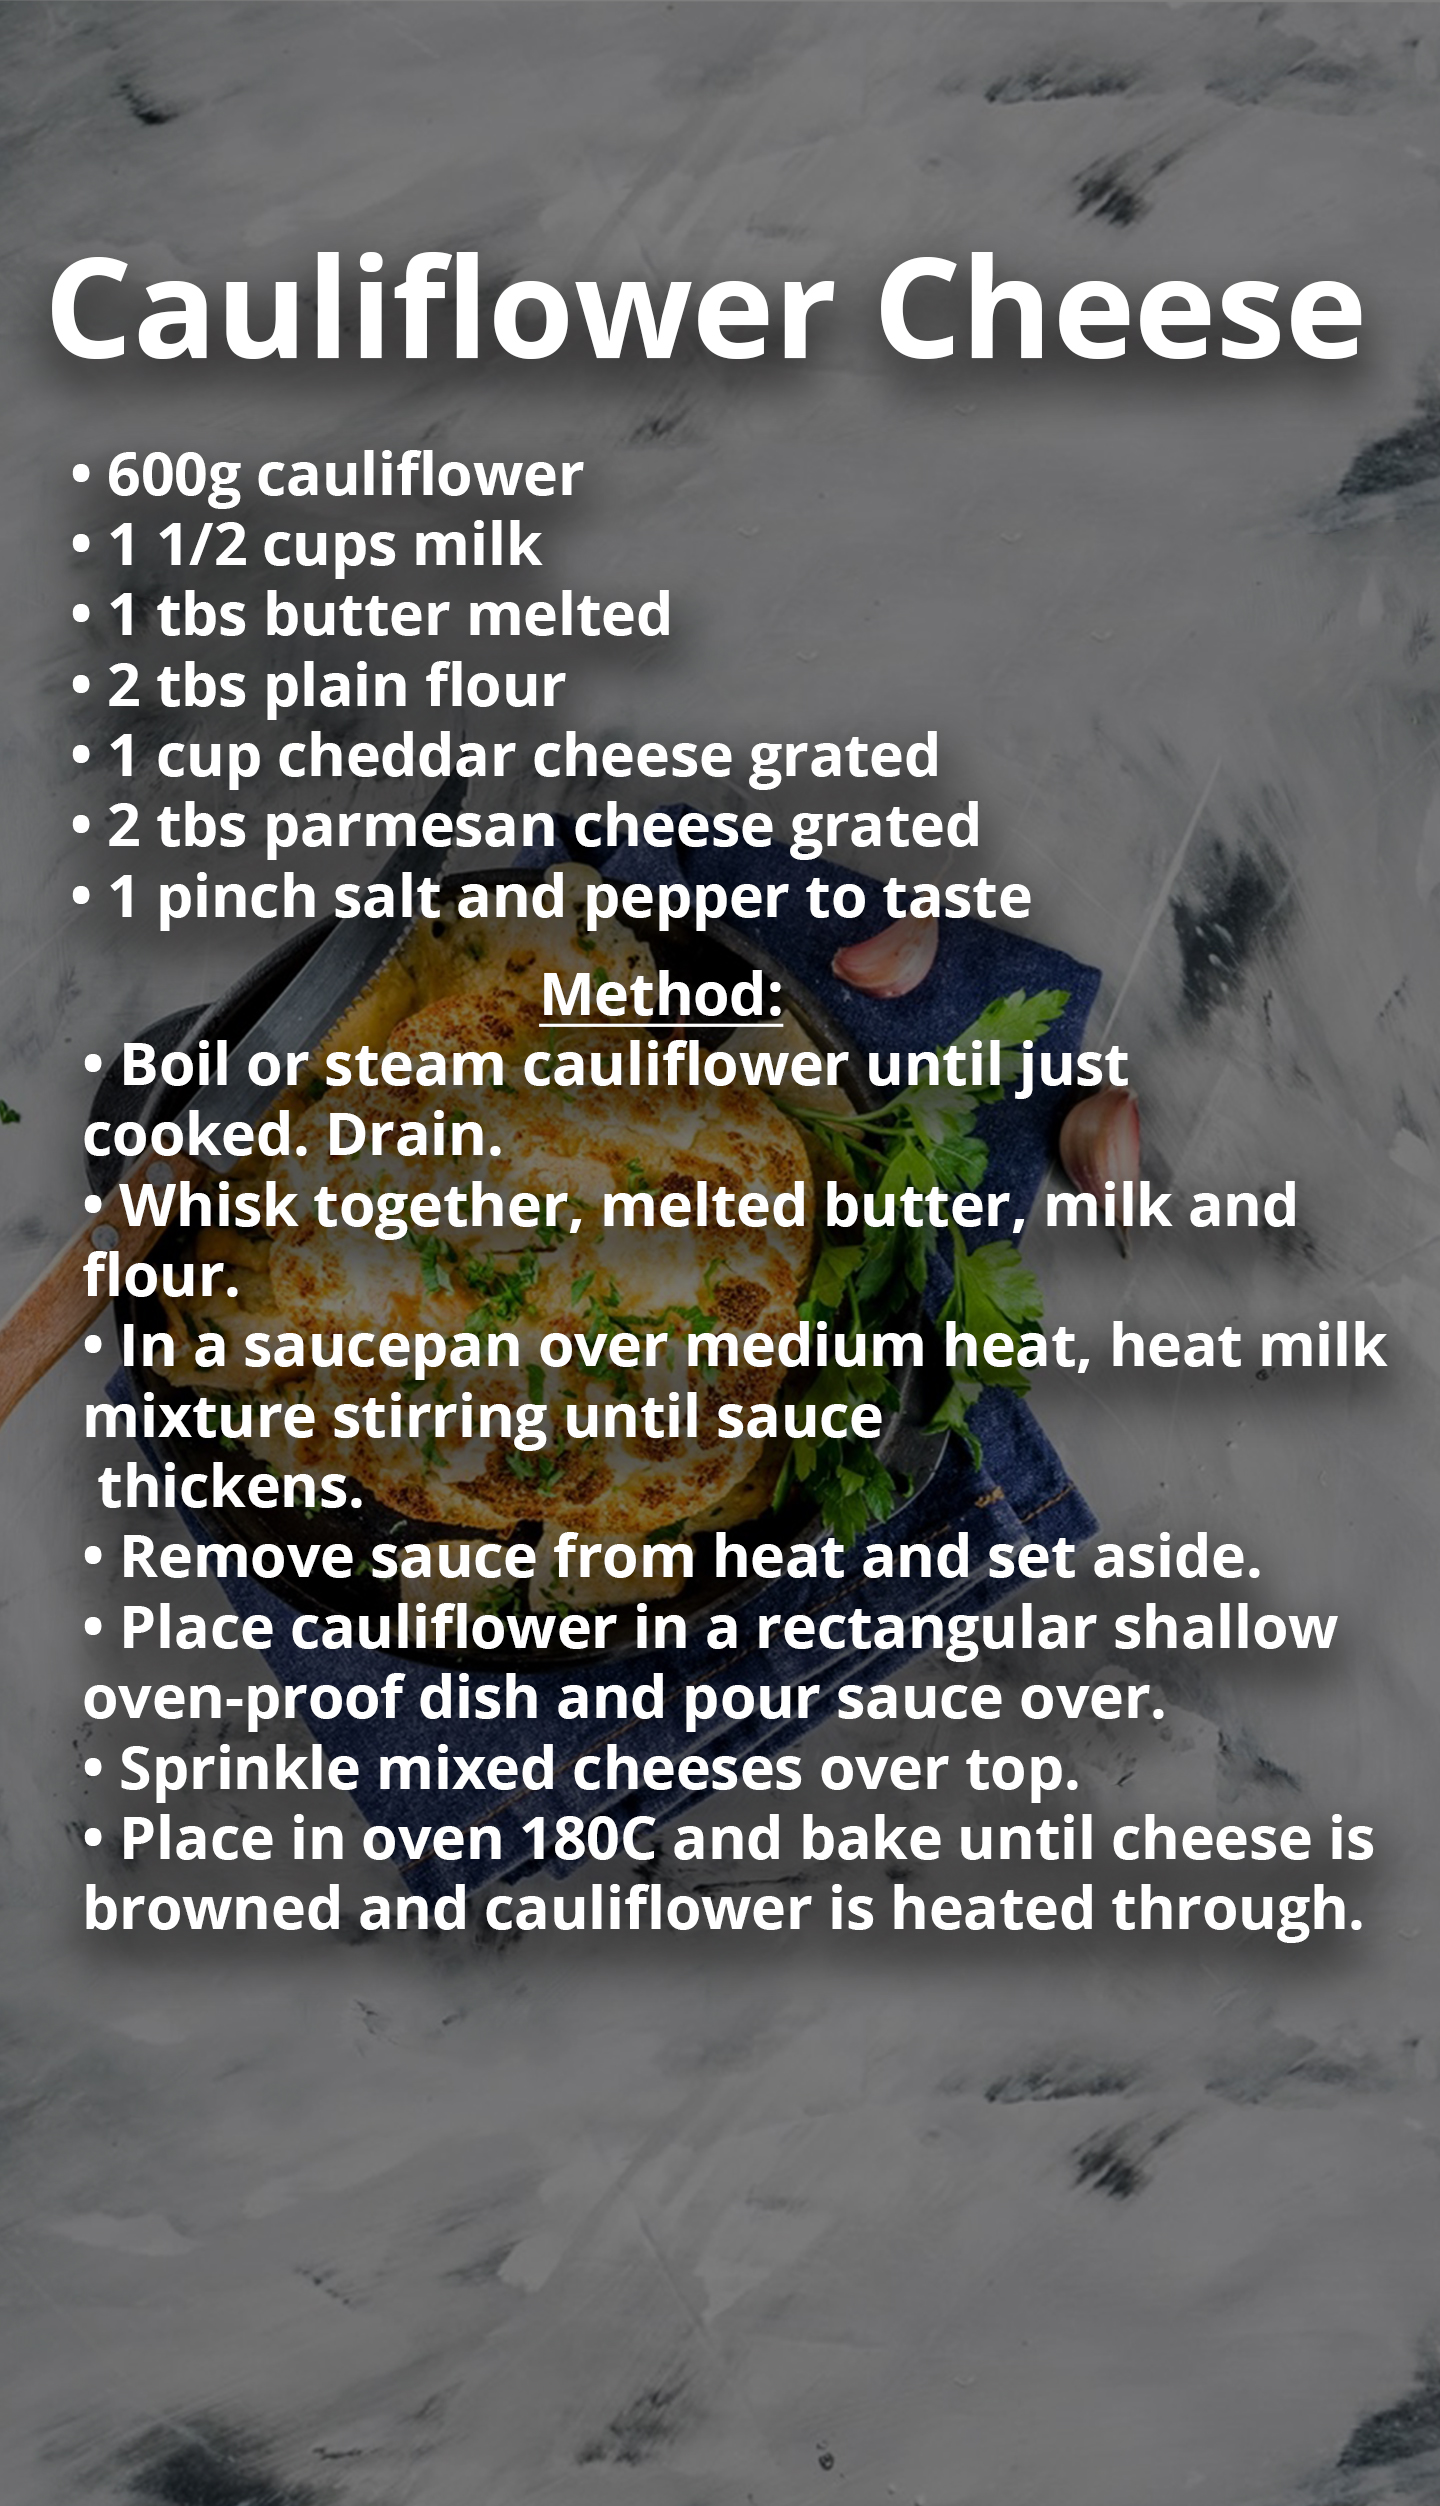 Cauliflower Cheese
• 600g cauliflower
• 1 1/2 cups milk
• 1 tbs butter melted
• 2 tbs plain flour
• 1 cup cheddar cheese grated
• 2 tbs parmesan cheese grated
• 1 pinch salt and pepper to taste
Method:
• Boil or steam cauliflower until just
cooked. Drain.
• Whisk together, melted butter, milk and
flour.
• In a saucepan over medium heat, heat milk
mixture stirring until sauce
thickens.
• Remove sauce from heat and set aside.
• Place cauliflower in a rectangular shallow
oven-proof dish and pour sauce over.
• Sprinkle mixed cheeses over top.
• Place in oven 180C and bake until cheese is
browned and cauliflower is heated through.